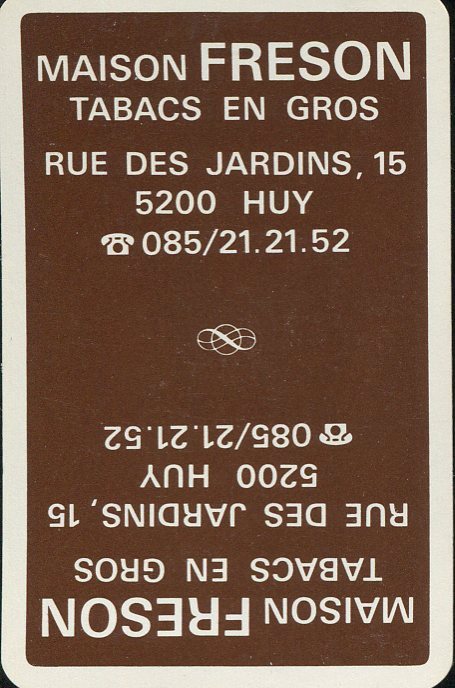 MAISON FRESON
TABACS EN GROS
RUE DES JARDINS, 15
5200 HUY
☎ 085/21.21.52
MAISON FRESON
TABACS EN GROS
RUE DES JARDINS, 15
5200 HUY
☎ 085/21.21.52